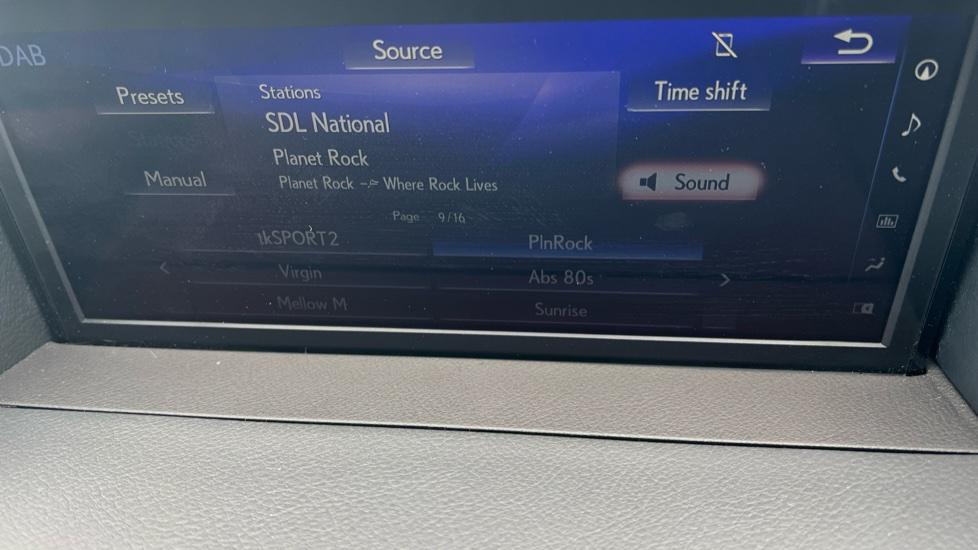 DAB
Source
Presets
Stations
Time shift
SDL National
Planet Rock
Manual
Planet Rock -> Where Rock Lives
Sound
Page 9/16
tkSPORT2
PlnRock
Virgin
Abs 80s
Mellow M
Sunrise